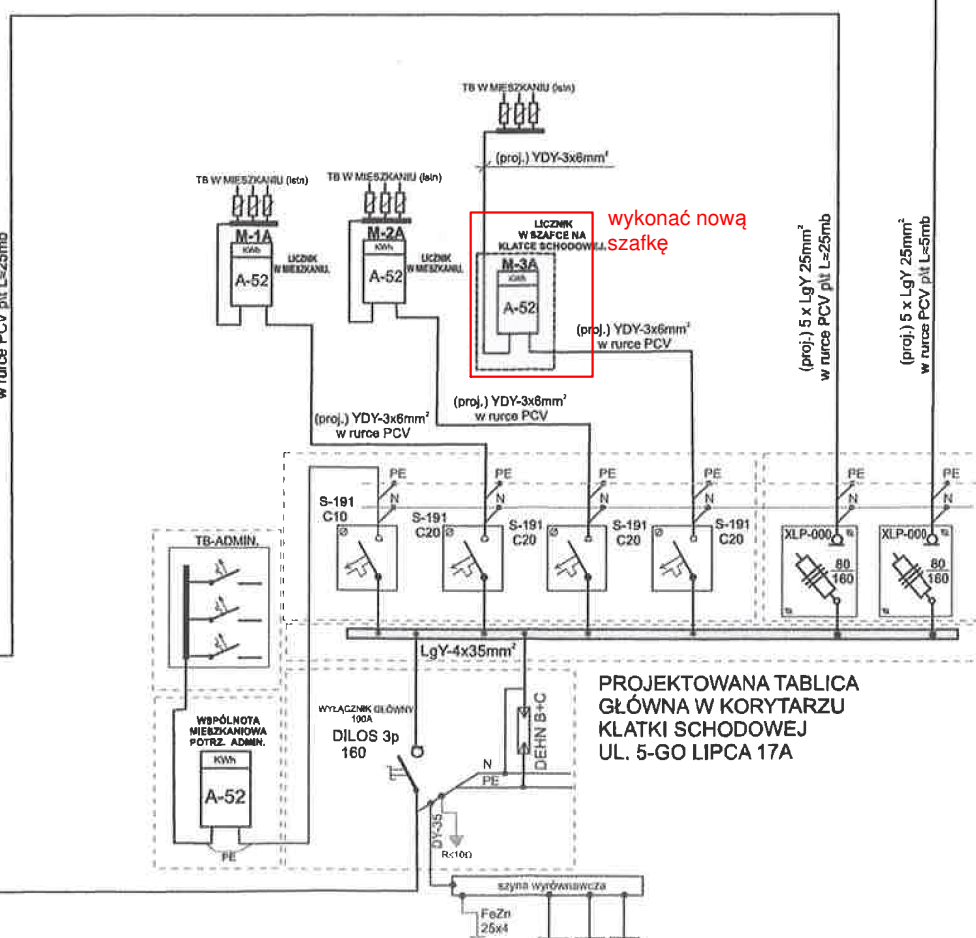 TB W MIESZKANIU (istn)
(proj.) YDY-3x6mm²
TB W MIESZKANIU (istn)
TB W MIESZKANIU (istn)
M-1A
KWh
A-52
LICZNIK
W MIESZKANIU.
M-2A
KWh
A-52
LICZNIK
W MIESZKANIU.
LICZNIK
W SZAFCE NA
KLATCE SCHODOWEJ.
M-3A
KWh
A-52
wykonać nową
szafkę
(proj.) YDY-3x6mm²
w rurce PCV
(proj.) YDY-3x6mm²
w rurce PCV
(proj.) YDY-3x6mm²
w rurce PCV
w rurce PCV p/t L=25mb
(proj.) 5 x LgY 25mm²
w rurce PCV p/t L=25mb
(proj.) 5 x LgY 25mm²
w rurce PCV p/t L=5mb
PE
PE
PE
PE
PE
PE
N
N
N
N
N
N
S-191
C10
S-191
C20
S-191
C20
S-191
C20
S-191
C20
XLP-000
80
160
XLP-000
80
160
TB-ADMIN.
LgY-4x35mm²
WSPÓLNOTA
MIESZKANIOWA
POTRZ. ADMIN.
KWh
A-52
PE
WYŁĄCZNIK GŁÓWNY
100A
DILOS 3p
160
DEHN B+C
N
PE
DY-35
R<10Ω
PROJEKTOWANA TABLICA
GŁÓWNA W KORYTARZU
KŁATKI SCHODOWEJ
UL. 5-GO LIPCA 17A
szyna wyrównawcza
FeZn
25x4